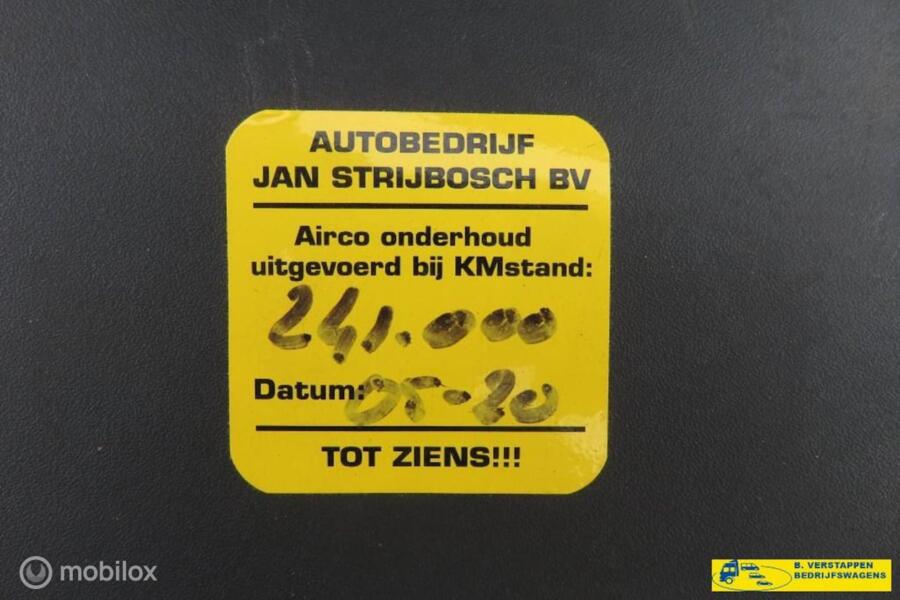 AUTOBEDRIJF
JAN STRIJBOSCH BV
Airco onderhoud
uitgevoerd bij KMstand:
241.000
Datum: 05-20
TOT ZIENS!!!
mobilox
B. VERSTAPPEN
BEDRIJFSWAGENS